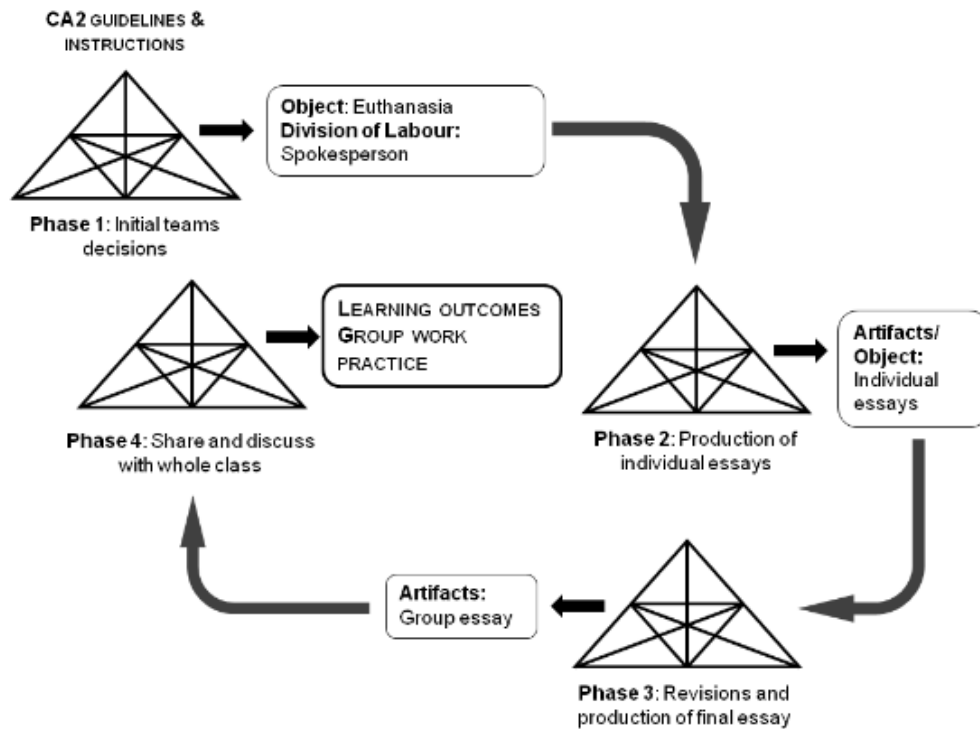 CA2 GUIDELINES &
INSTRUCTIONS
Object: Euthanasia
Division of Labour:
Spokesperson
Phase 1: Initial teams
decisions
LEARNING OUTCOMES
GROUP WORK
PRACTICE
Phase 4: Share and discuss
with whole class
Artifacts/
Object:
Individual
essays
Phase 2: Production of
individual essays
Artifacts:
Group essay
Phase 3: Revisions and
production of final essay